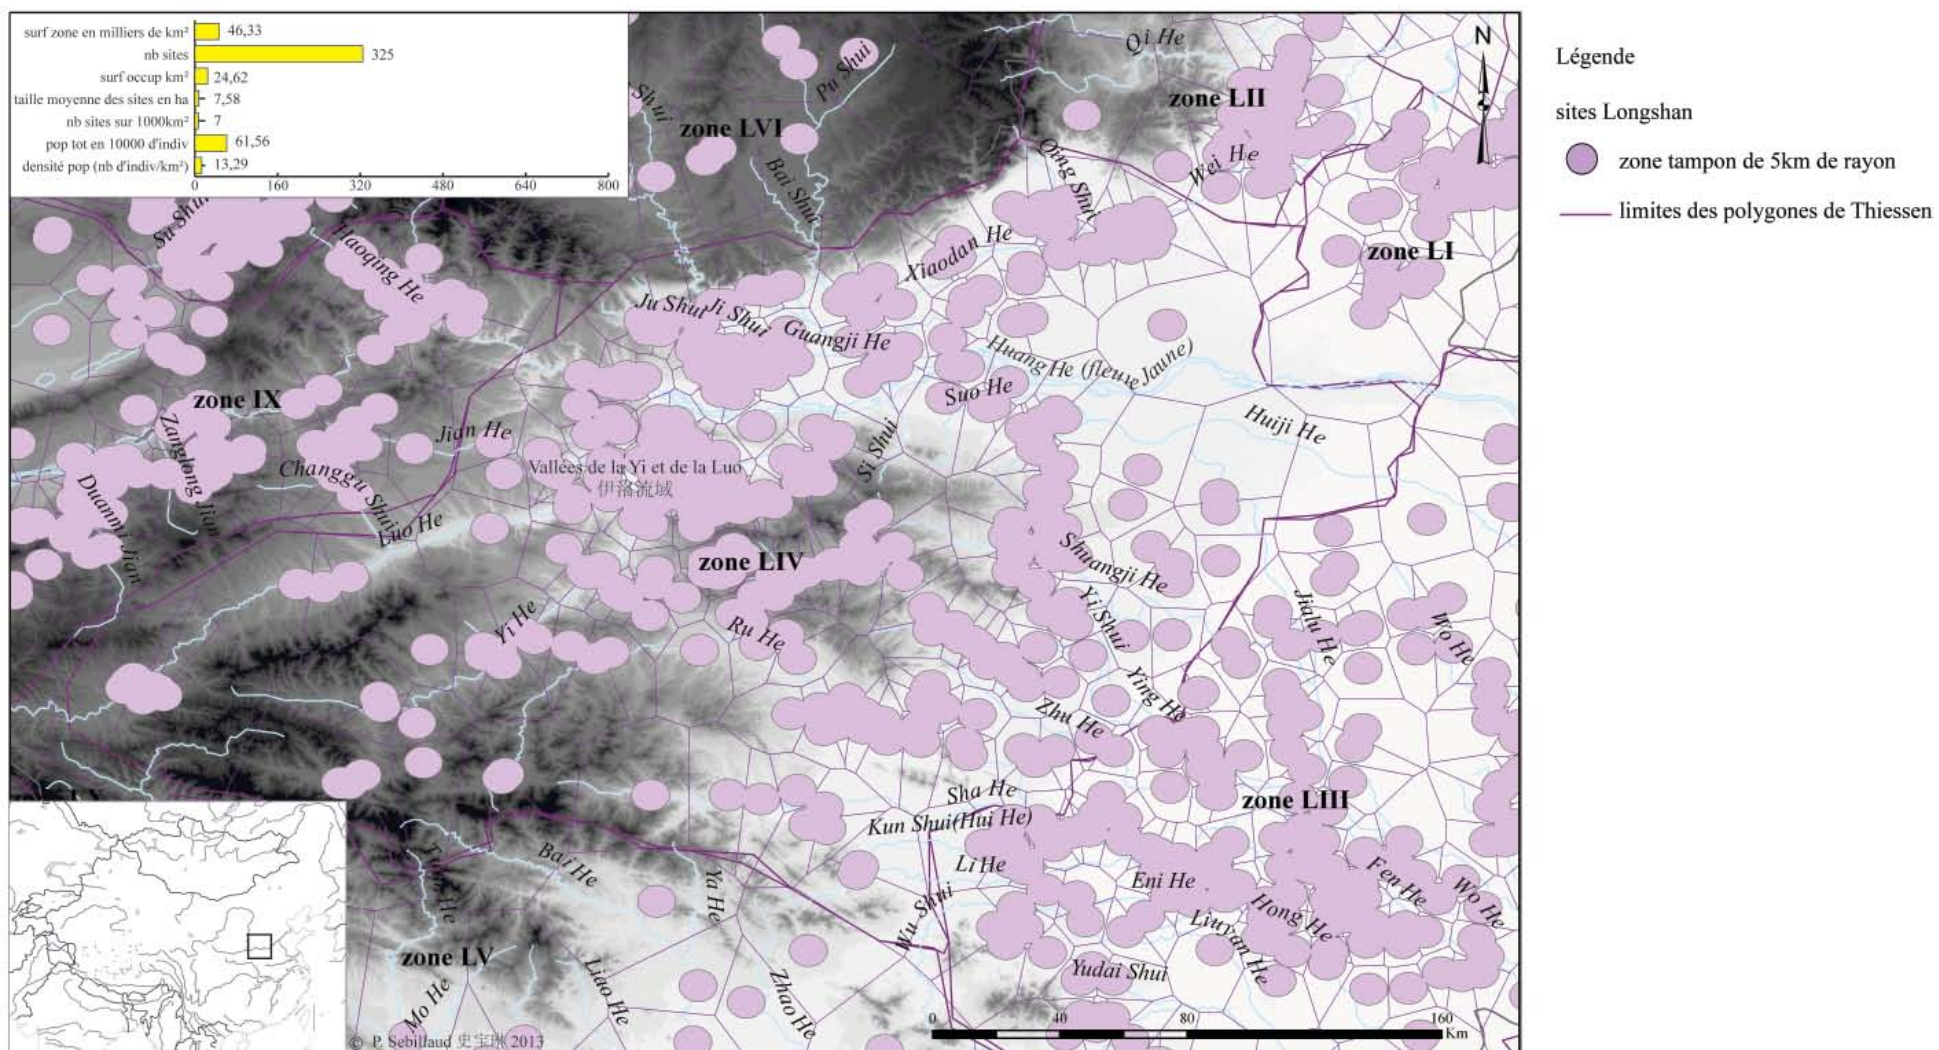 surf zone en milliers de km²
46,33
nb sites
325
surf occup km²
24,62
taille moyenne des sites en ha
7,58
nb sites sur 1000km²
7
pop tot en 10000 d'indiv
61,56
densité pop (nb d'indiv/km²)
13,29
0 160 320 480 640 800
Shui
Pu Shui
Qi He
N
zone LVI
zone LII
Bai Shui
Qing Shui
Wei He
Su Shui
Haoqing He
Xiaodan He
zone LI
Ju Shui
Ji Shui
Guangji He
Huang He (fleuve Jaune)
Suo He
zone IX
Huiji He
Jian He
Si Shui
Zanglong Jian
Changgu Shui
Vallées de la Yi et de la Luo
伊洛流域
Duanmi Jian
Luo He
zone LIV
Shuangji He
Yi He
Ru He
Yi Shui
Jialu He
Wo He
Ying He
Zhu He
Sha He
zone LIII
Kun Shui(Hui He)
Li He
Bai He
Ya He
Eni He
Fen He
Wo He
Wu Shui
Hong He
Liuyan He
zone LV
Yudai Shui
Mo He
Liao He
Zhao He
0 40 80 160
Km
© P. Sebillaud 史宝琳 2013
Légende
sites Longshan
zone tampon de 5km de rayon
limites des polygones de Thiessen